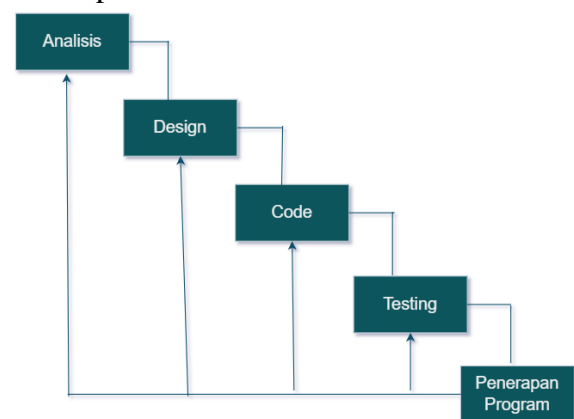 Analisis
Design
Code
Testing
Penerapan
Program